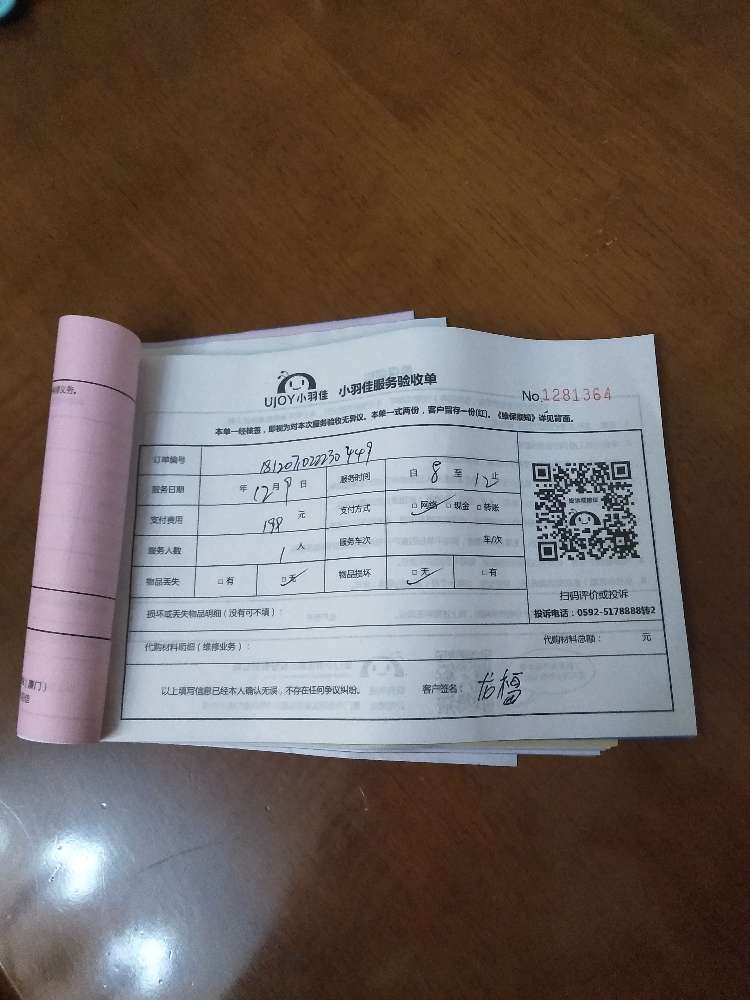 UJOY小羽佳 小羽佳服务验收单
No.1281364
本单一经核签，即视为对本次服务验收无异议。本单一式两份，客户留存一份(红)。《维保须知》详见背面。
订单编号
服务日期 年12月9日 服务时间 自8至12止
支付费用 198元 支付方式 □网络 □现金 □转账
服务人数 1人 服务车次 车/次
物品丢失 □有 □无 物品损坏 □无 □有
损坏或丢失物品明细（没有可不填）：
代购材料明细（维修业务）： 代购材料总额： 元
以上填写信息已经本人确认无误，不存在任何争议纠纷。 客户签名：
扫码评价或投诉
投诉电话：0592-5178888转2